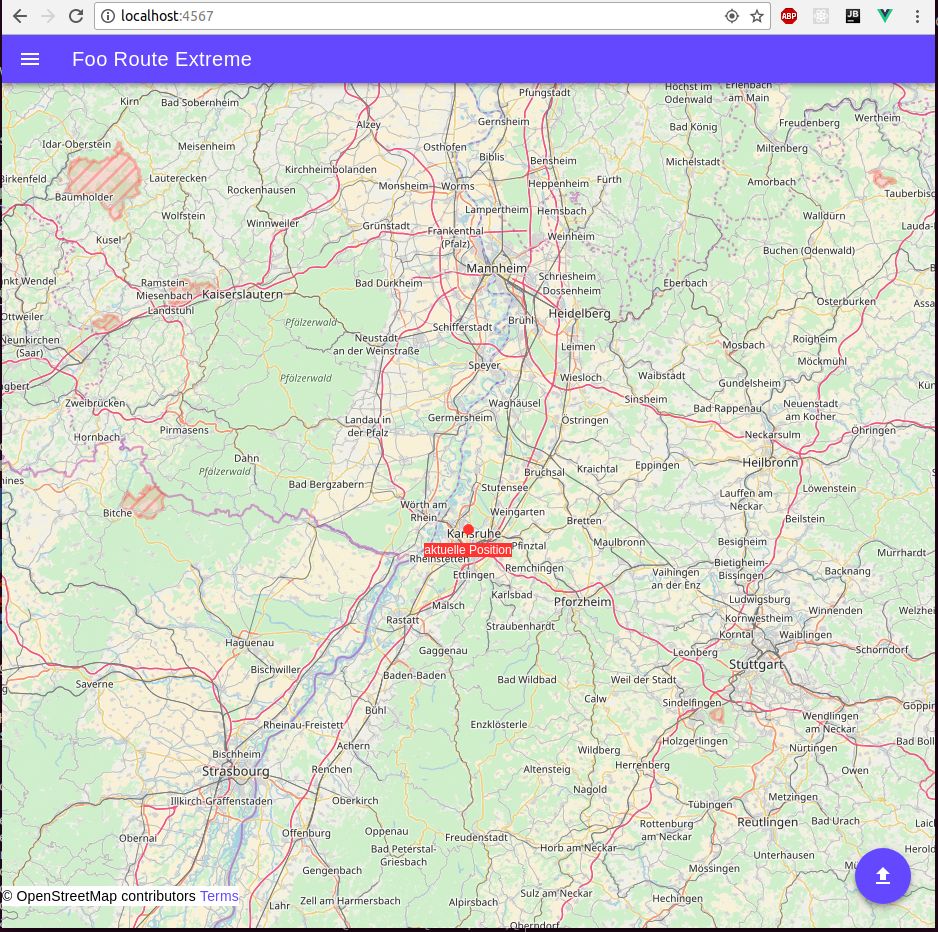 localhost:4567
ABP
JB
Foo Route Extreme
Kirn
Bad Sobernheim
Alzey
Pfungstadt
Gernsheim
Höchst im
Odenwald
Erlenbach
am Main
Bad König
Freudenberg
Wertheim
Idar-Oberstein
Meisenheim
Osthofen
Biblis
Bensheim
Michelstadt
Miltenberg
Birkenfeld
Baumholder
Lauterecken
Rockenhausen
Kirchheimbolanden
Monsheim
Worms
Heppenheim
Fürth
Amorbach
Tauberbisc
Wolfstein
Winnweiler
Grünstadt
Lampertheim
Hemsbach
Walldürn
Lauda-
Kusel
Frankenthal
(Pfalz)
Weinheim
Buchen (Odenwald)
nkt Wendel
Ramstein-
Miesenbach
Landstuhl
Kaiserslautern
Bad Dürkheim
Mannheim
Schriesheim
Dossenheim
Eberbach
Osterburken
Assa
Ottweiler
Neunkirchen
(Saar)
Pfälzerwald
Neustadt
an der Weinstraße
Schifferstadt
Brühl
Heidelberg
Leimen
Mosbach
Roigheim
Möckmühl
gbert
Zweibrücken
Pfälzerwald
Speyer
Wiesloch
Waibstadt
Gundelsheim
Kün
Hornbach
Pirmasens
Landau in
der Pfalz
Germersheim
Waghäusel
Östringen
Sinsheim
Bad Rappenau
Neuenstadt
am Kocher
Neckarsulm
Öhringen
Dahn
Pfälzerwald
Bad Bergzabern
Bruchsal
Kraichtal
Eppingen
Heilbronn
mines
Bitche
Wörth am
Rhein
Stutensee
Weingarten
Bretten
Lauffen am
Neckar
Löwenstein
Beilstein
Karlsruhe
aktuelle Position
Pfinztal
Maulbronn
Besigheim
Murrhardt
Rheinstetten
Ettlingen
Remchingen
Vaihingen
an der Enz
Bietigheim-
Bissingen
Backnang
Malsch
Karlsbad
Pforzheim
Ludwigsburg
Kornwestheim
Winnenden
Welzhe
Rastatt
Straubenhardt
Korntal
Waiblingen
Haguenau
Gaggenau
Leonberg
Stuttgart
Schorndorf
Saverne
Bischwiller
Baden-Baden
Bad Wildbad
Weil der Stadt
Bühl
Calw
Sindelfingen
Göppin
Rheinau-Freistett
Enzklösterle
Wendlingen
am Neckar
Achern
Wildberg
Holzgerlingen
Nürtingen
Bad Boll
Bischheim
Strasbourg
Renchen
Altensteig
Herrenberg
Owen
Nagold
Illkirch-Graffenstaden
Oberkirch
Tübingen
Metzingen
Obernai
Offenburg
Oppenau
Freudenstadt
Rottenburg
am Neckar
Reutlingen
Bad Urach
Laic
Bad Peterstal-
Griesbach
Horb am Neckar
Unterhausen
Herold
Gengenbach
Mössingen
Lahr
Zell am Harmersbach
Alpirsbach
Sulz am Neckar
Hechingen
Oberndorf
© OpenStreetMap contributors Terms